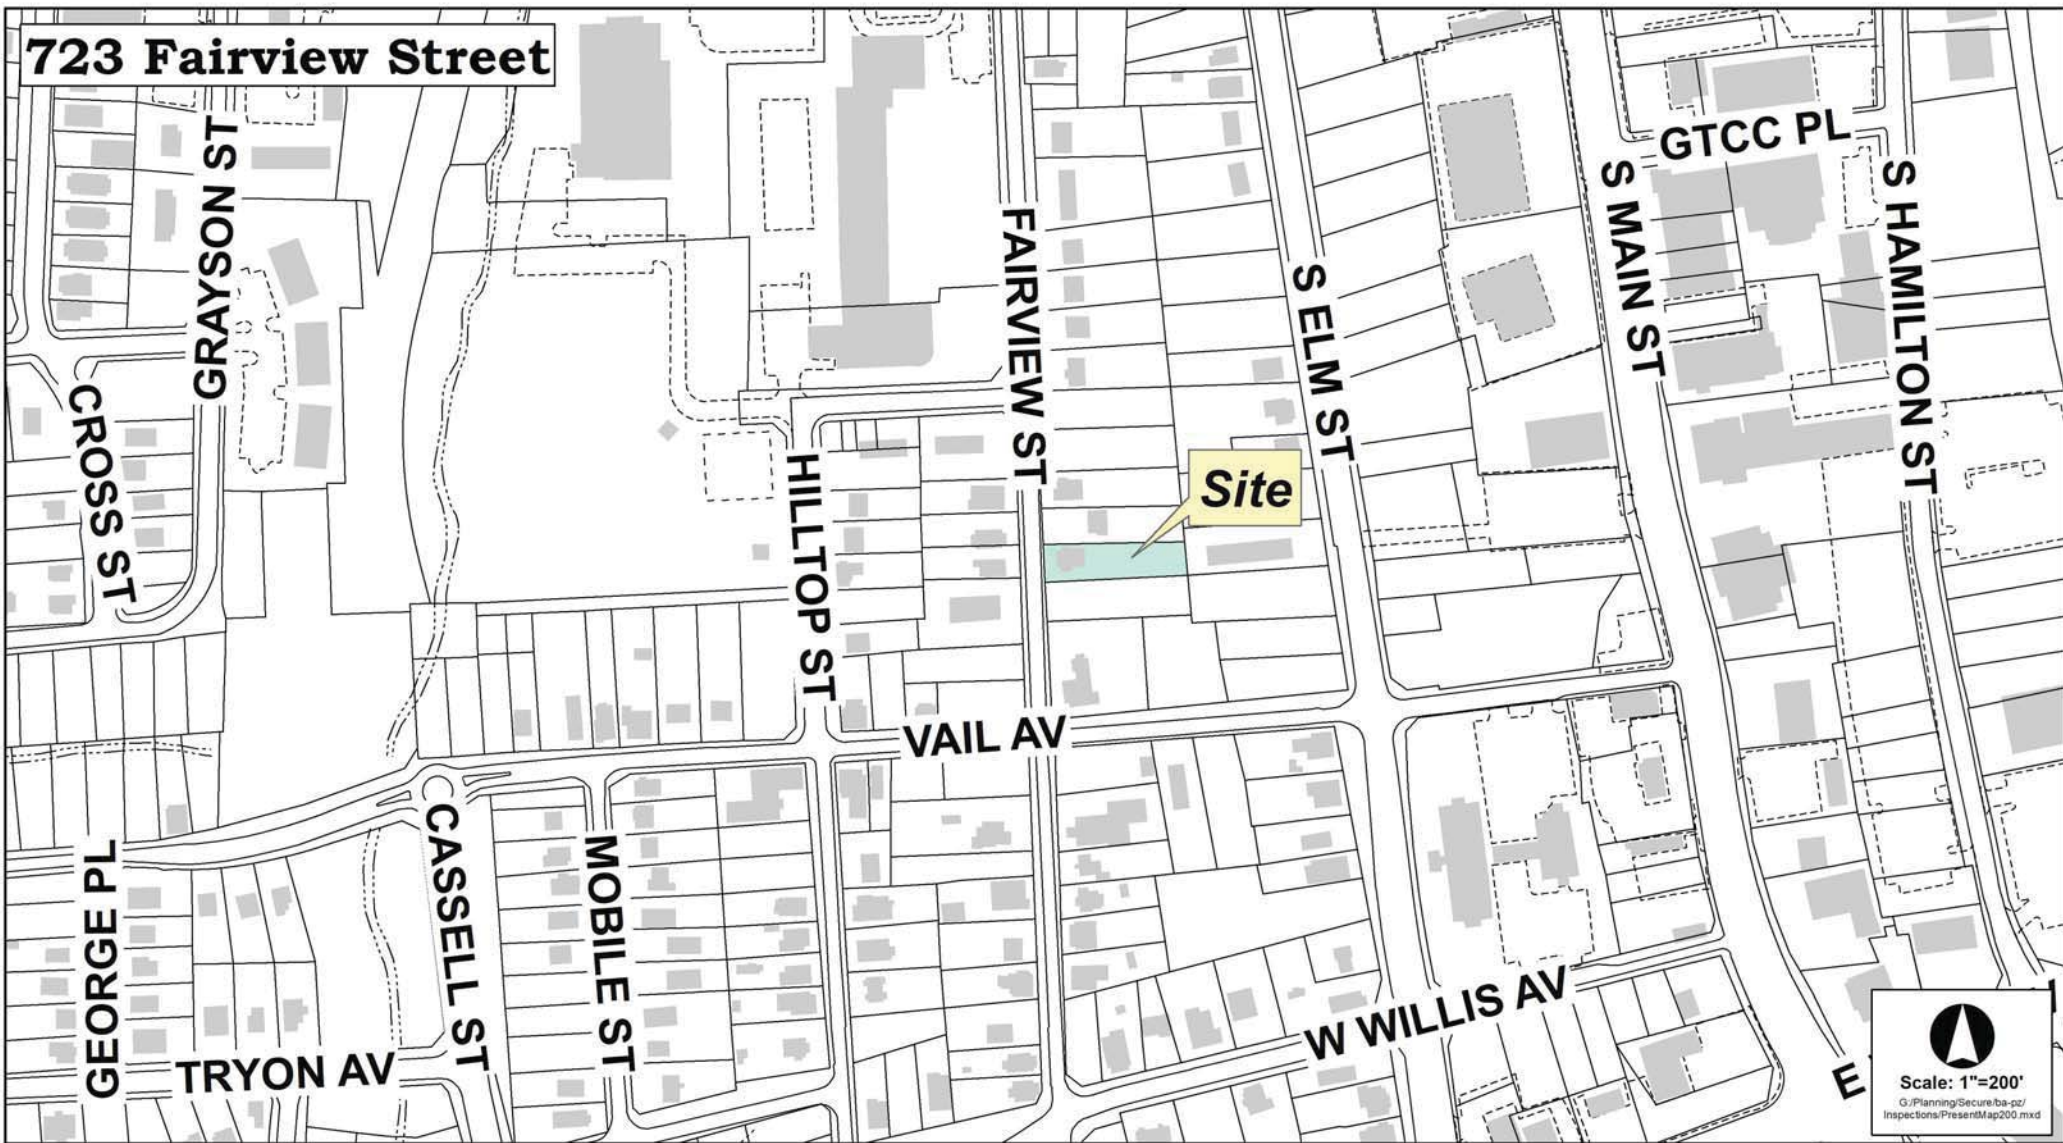 723 Fairview Street
GRAYSON ST
CROSS ST
FAIRVIEW ST
S ELM ST
GTCC PL
S MAIN ST
S HAMILTON ST
Site
HILLTOP ST
VAIL AV
GEORGE PL
CASSELL ST
MOBILE ST
TRYON AV
W WILLIS AV
E
Scale: 1"=200'
G:/Planning/Secure/ba-pz/
Inspections/PresentMap200.mxd